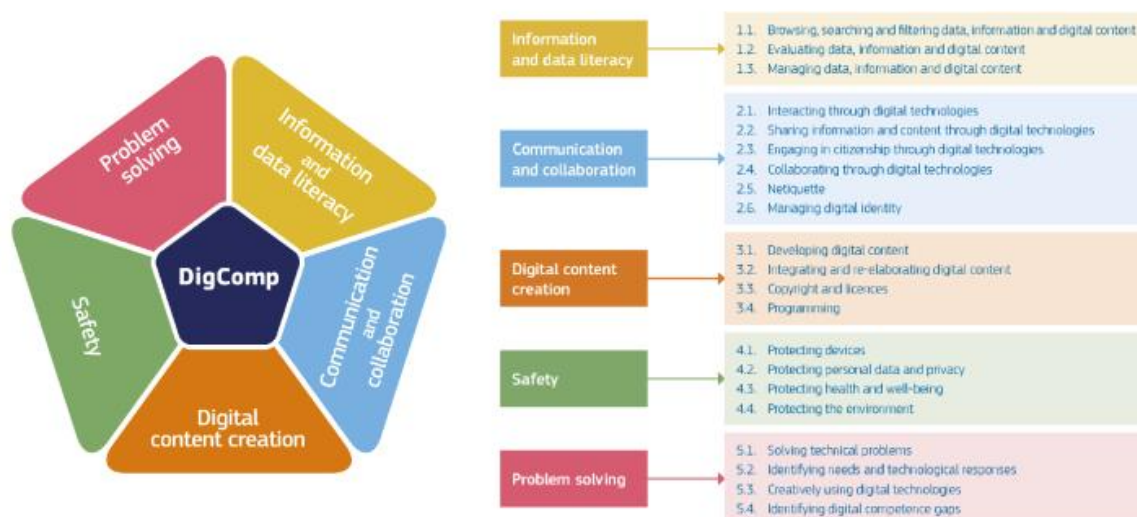 Problem
solving
Information
and
data literacy
DigComp
Safety
Communication
and
collaboration
Digital
content creation
Information
and data literacy
1.1. Browsing, searching and filtering data, information and digital content
1.2. Evaluating data, information and digital content
1.3. Managing data, information and digital content
Communication
and collaboration
2.1. Interacting through digital technologies
2.2. Sharing information and content through digital technologies
2.3. Engaging in citizenship through digital technologies
2.4. Collaborating through digital technologies
2.5. Netiquette
2.6. Managing digital identity
Digital content
creation
3.1. Developing digital content
3.2. Integrating and re-elaborating digital content
3.3. Copyright and licences
3.4. Programming
Safety
4.1. Protecting devices
4.2. Protecting personal data and privacy
4.3. Protecting health and well-being
4.4. Protecting the environment
Problem solving
5.1. Solving technical problems
5.2. Identifying needs and technological responses
5.3. Creatively using digital technologies
5.4. Identifying digital competence gaps